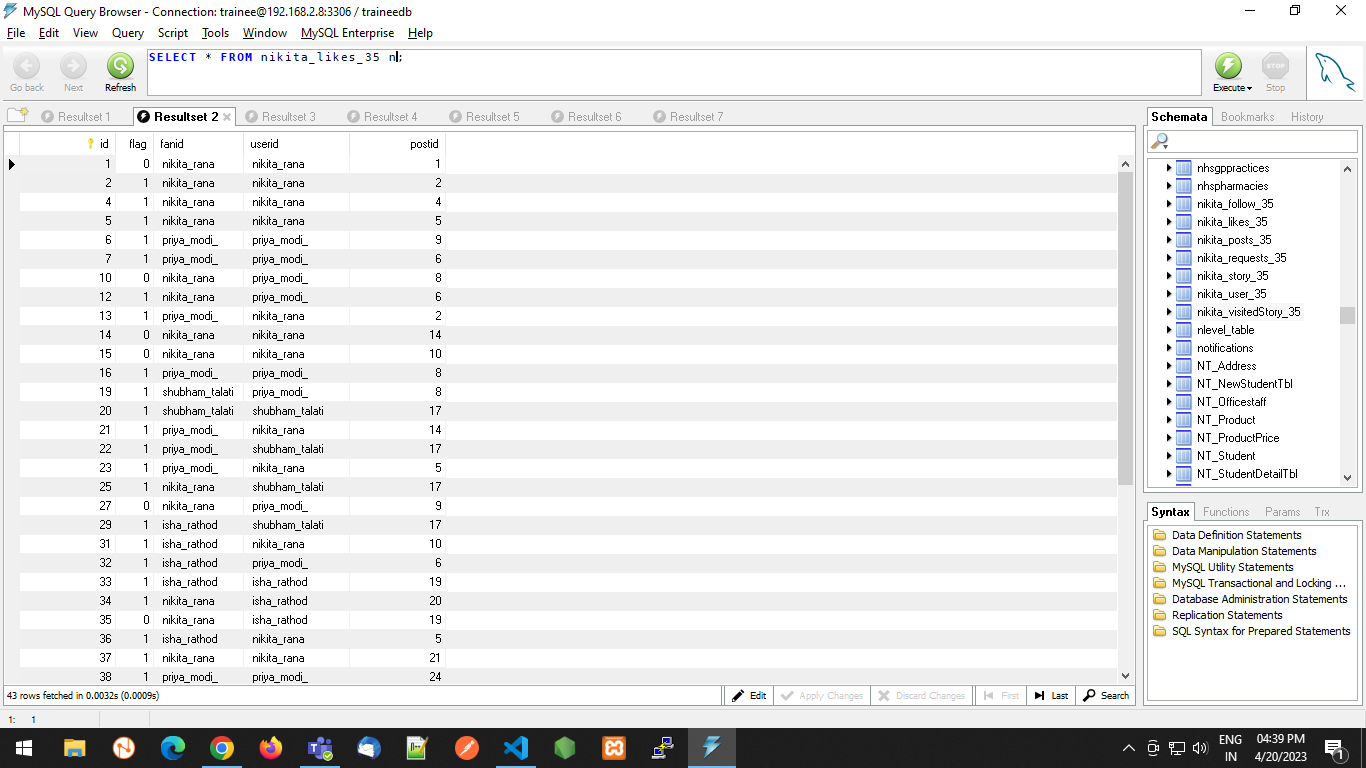 MySQL Query Browser - Connection: trainee@192.168.2.8:3306 / traineedb
File Edit View Query Script Tools Window MySQL Enterprise Help
Go back Next Refresh SELECT * FROM nikita_likes_35 n; Execute Stop
Resultset 1 Resultset 2 Resultset 3 Resultset 4 Resultset 5 Resultset 6 Resultset 7
id flag fanid userid postid
1 0 nikita_rana nikita_rana 1
2 1 nikita_rana nikita_rana 2
4 1 nikita_rana nikita_rana 4
5 1 nikita_rana nikita_rana 5
6 1 priya_modi_ priya_modi_ 9
7 1 priya_modi_ priya_modi_ 6
10 0 nikita_rana priya_modi_ 8
12 1 nikita_rana priya_modi_ 6
13 1 priya_modi_ nikita_rana 2
14 0 nikita_rana nikita_rana 14
15 0 nikita_rana nikita_rana 10
16 1 priya_modi_ priya_modi_ 8
19 1 shubham_talati priya_modi_ 8
20 1 shubham_talati shubham_talati 17
21 1 priya_modi_ nikita_rana 14
22 1 priya_modi_ shubham_talati 17
23 1 priya_modi_ nikita_rana 5
25 1 nikita_rana shubham_talati 17
27 0 nikita_rana priya_modi_ 9
29 1 isha_rathod shubham_talati 17
31 1 isha_rathod nikita_rana 10
32 1 isha_rathod priya_modi_ 6
33 1 isha_rathod isha_rathod 19
34 1 nikita_rana isha_rathod 20
35 0 nikita_rana isha_rathod 19
36 1 isha_rathod nikita_rana 5
37 1 nikita_rana nikita_rana 21
38 1 priya_modi_ priya_modi_ 24
43 rows fetched in 0.0032s (0.0009s) Edit Apply Changes Discard Changes First Last Search
1: 1
Schemata Bookmarks History
nhsgppractices
nhspharmacies
nikita_follow_35
nikita_likes_35
nikita_posts_35
nikita_requests_35
nikita_story_35
nikita_user_35
nikita_visitedStory_35
nlevel_table
notifications
NT_Address
NT_NewStudentTbl
NT_Officestaff
NT_Product
NT_ProductPrice
NT_Student
NT_StudentDetailTbl
Syntax Functions Params Trx
Data Definition Statements
Data Manipulation Statements
MySQL Utility Statements
MySQL Transactional and Locking ...
Database Administration Statements
Replication Statements
SQL Syntax for Prepared Statements
ENG 04:39 PM
IN 4/20/2023 1